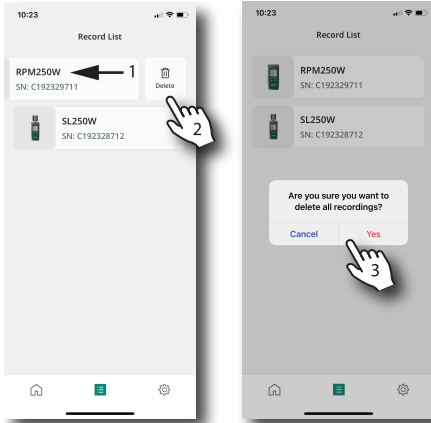 10:23
Record List
RPM250W
1
SN: C192329711
Delete
2
SL250W
SN: C192328712
10:23
Record List
RPM250W
SN: C192329711
SL250W
SN: C192328712
Are you sure you want to
delete all recordings?
Cancel
Yes
3